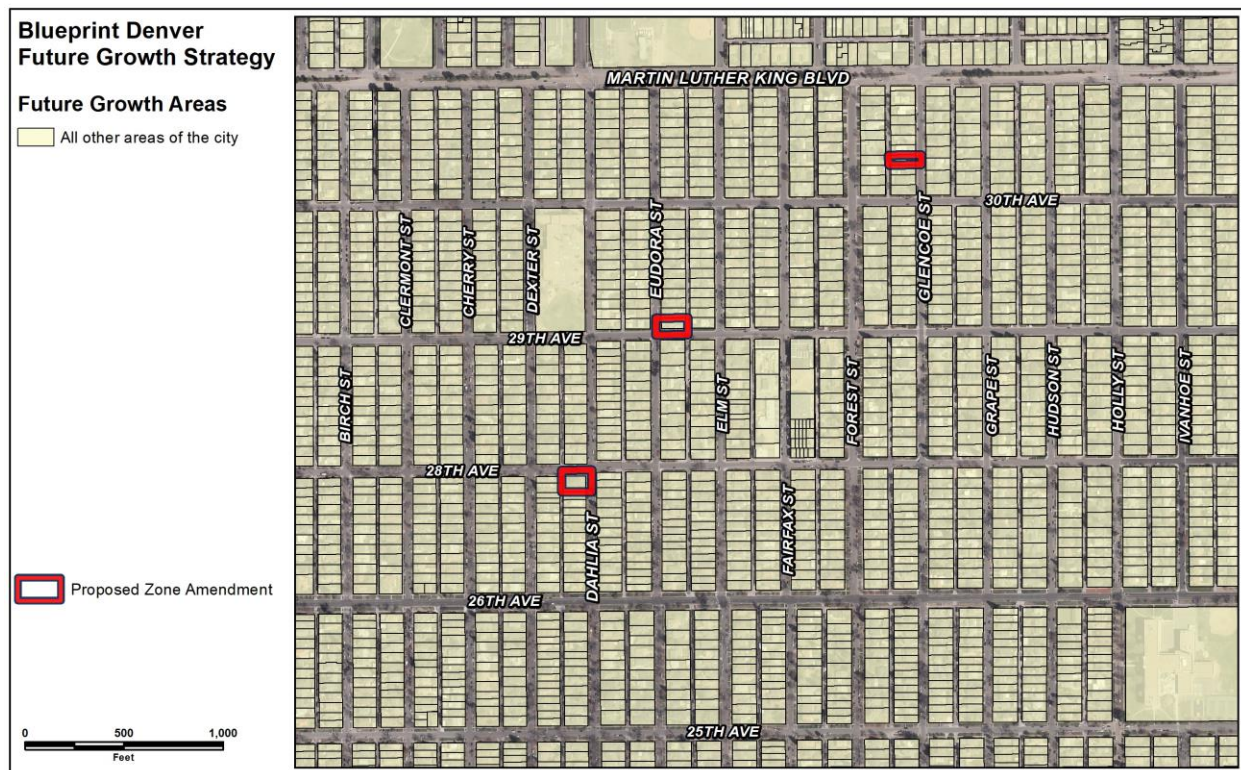 Blueprint Denver
Future Growth Strategy
Future Growth Areas
All other areas of the city
Proposed Zone Amendment
0 500 1,000
Feet
MARTIN LUTHER KING BLVD
30TH AVE
CLERMONT ST
CHERRY ST
DEXTER ST
EUDORA ST
GLENCOE ST
29TH AVE
BIRCH ST
ELM ST
FOREST ST
GRAPE ST
HUDSON ST
HOLLY ST
IVANHOE ST
28TH AVE
DAHLIA ST
FAIRFAX ST
26TH AVE
25TH AVE